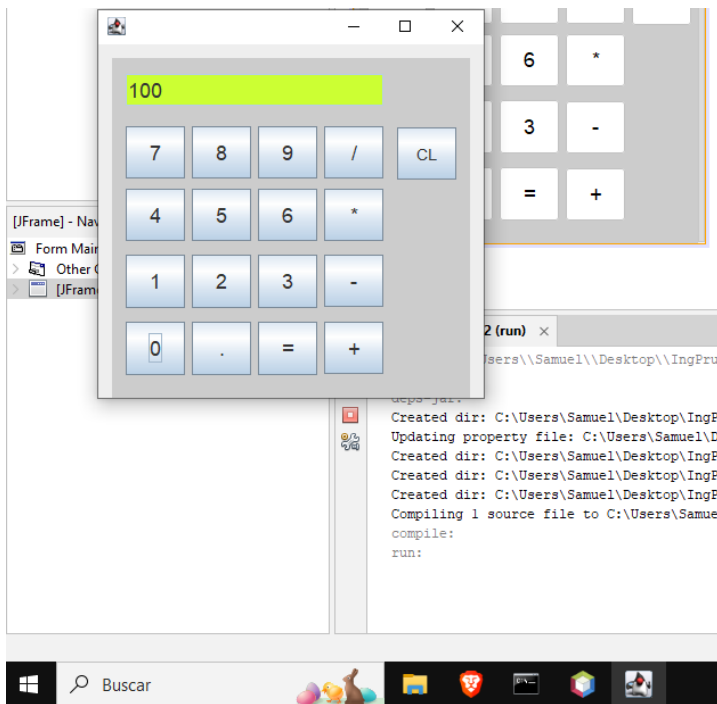 100
7 8 9 / CL
4 5 6 *
1 2 3 -
0 . = +
6 *
3 -
= +
[JFrame] - Nav
Form Main
Other C
[JFrame
2 (run) ×
sers\\Samuel\\Desktop\\IngPru
deps-jar:
Created dir: C:\Users\Samuel\Desktop\IngP
Updating property file: C:\Users\Samuel\D
Created dir: C:\Users\Samuel\Desktop\IngP
Created dir: C:\Users\Samuel\Desktop\IngP
Created dir: C:\Users\Samuel\Desktop\IngP
Compiling 1 source file to C:\Users\Samue
compile:
run:
Buscar